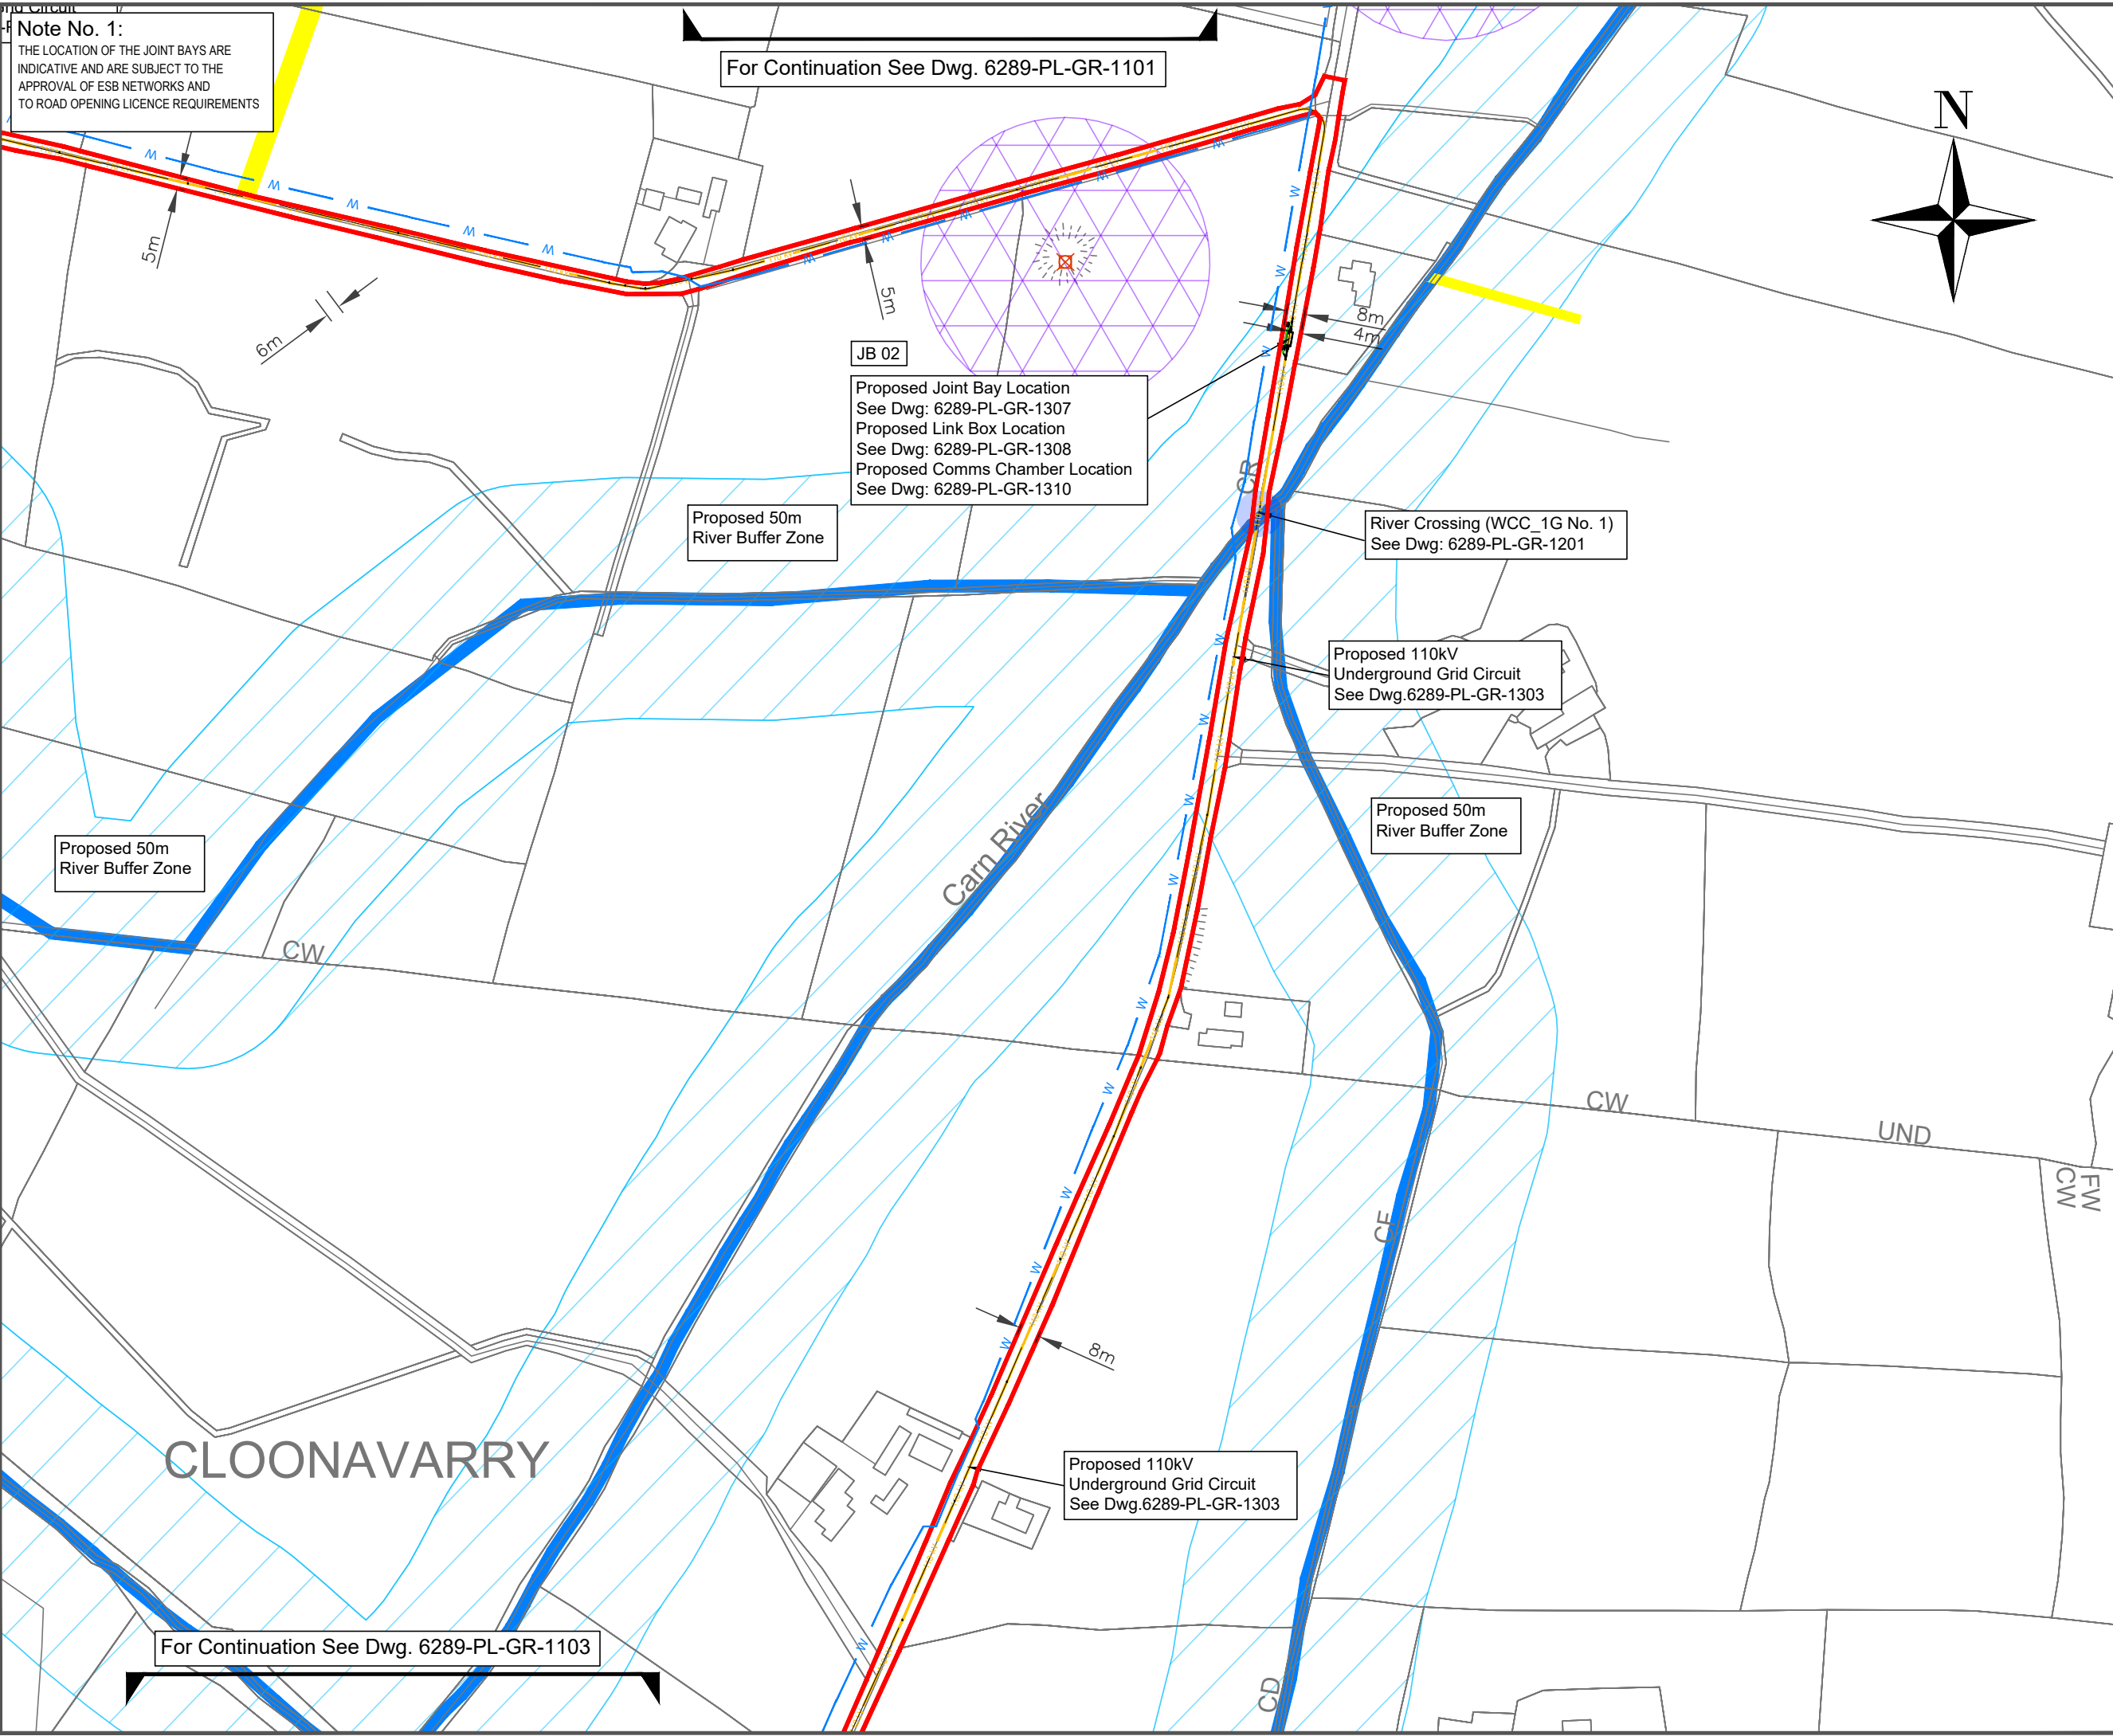 Grid Circuit
Note No. 1:
THE LOCATION OF THE JOINT BAYS ARE
INDICATIVE AND ARE SUBJECT TO THE
APPROVAL OF ESB NETWORKS AND
TO ROAD OPENING LICENCE REQUIREMENTS
For Continuation See Dwg. 6289-PL-GR-1101
N
W
W
W
W
W
W
W
W
W
W
W
W
W
5m
5m
6m
8m
4m
JB 02
Proposed Joint Bay Location
See Dwg: 6289-PL-GR-1307
Proposed Link Box Location
See Dwg: 6289-PL-GR-1308
Proposed Comms Chamber Location
See Dwg: 6289-PL-GR-1310
CR
Proposed 50m
River Buffer Zone
River Crossing (WCC_1G No. 1)
See Dwg: 6289-PL-GR-1201
Proposed 110kV
Underground Grid Circuit
See Dwg.6289-PL-GR-1303
W
W
W
W
W
W
W
W
W
W
Carn River
Proposed 50m
River Buffer Zone
Proposed 50m
River Buffer Zone
CW
CW
UND
FW
CW
CF
8m
CLOONAVARRY
Proposed 110kV
Underground Grid Circuit
See Dwg.6289-PL-GR-1303
For Continuation See Dwg. 6289-PL-GR-1103
CD